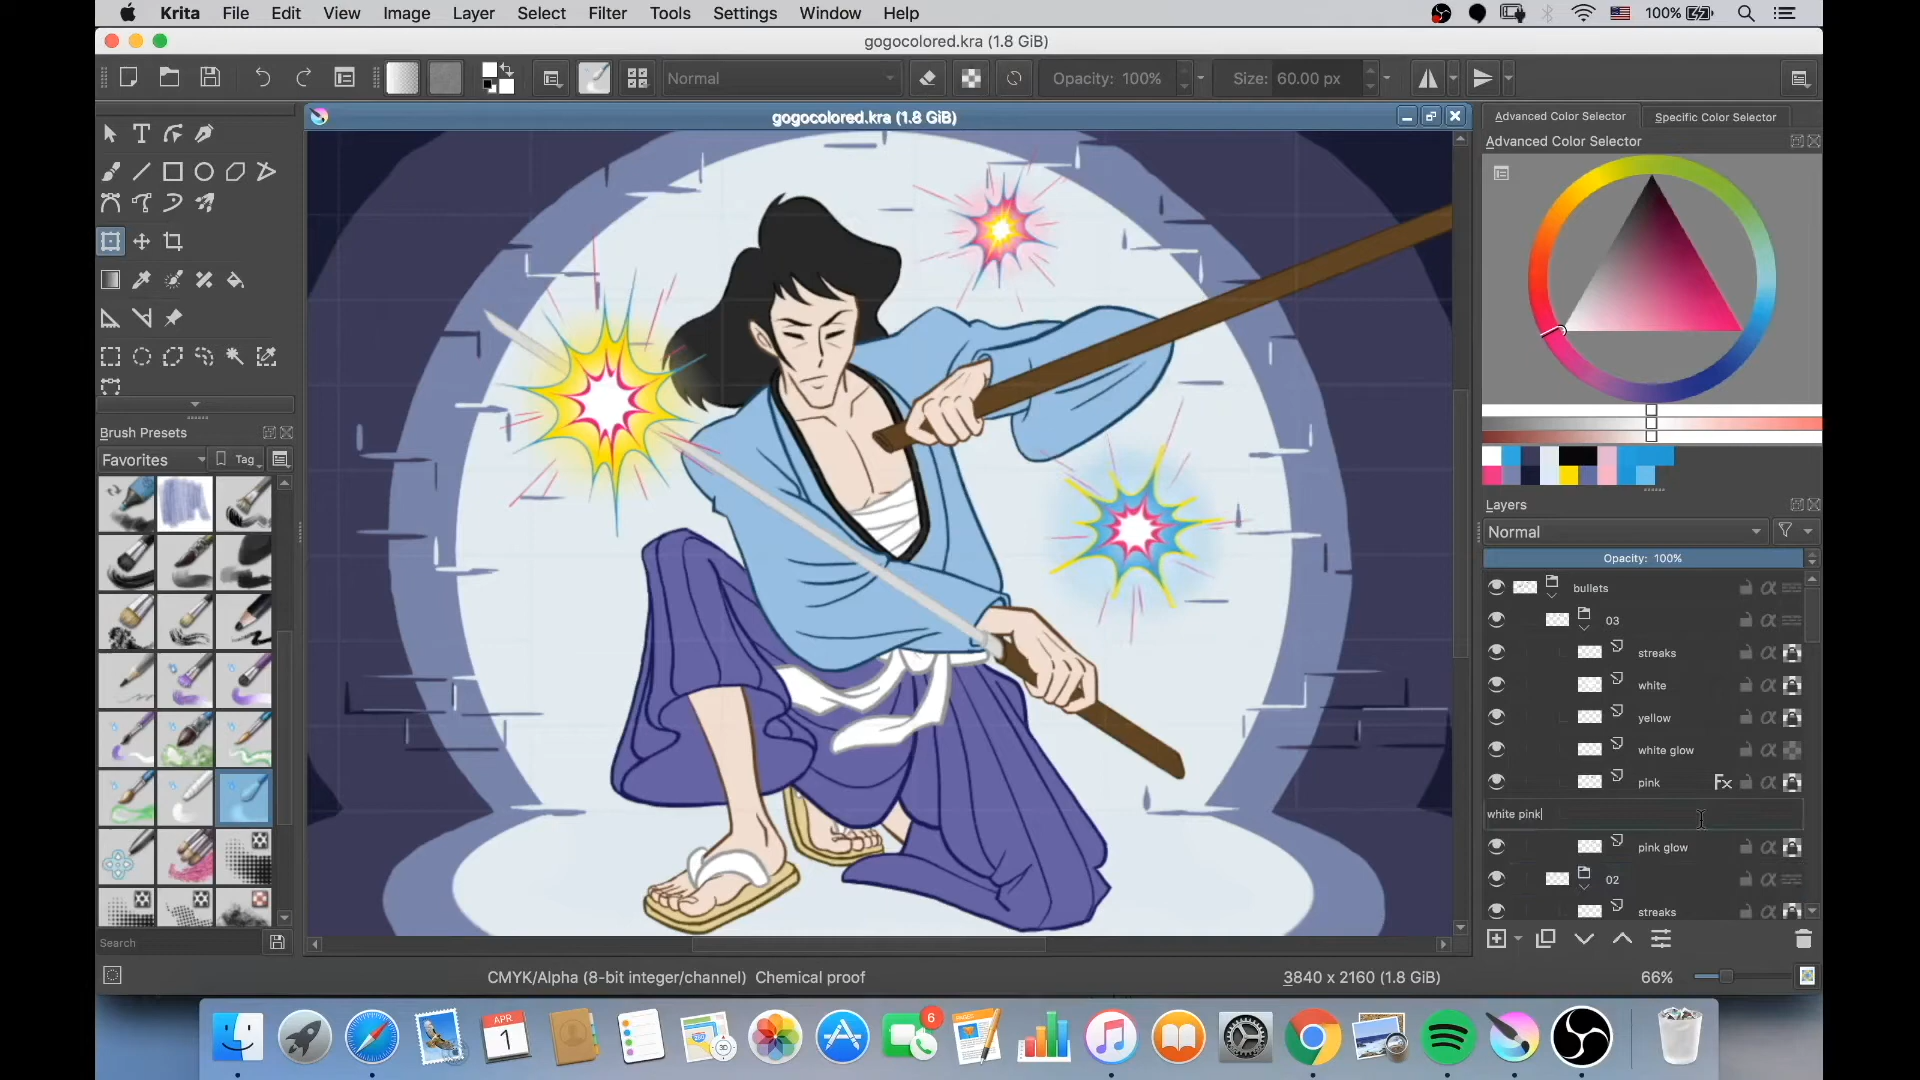 Krita File Edit View Image Layer Select Filter Tools Settings Window Help 100%
gogocolored.kra (1.8 GiB)
Normal Opacity: 100% Size: 60.00 px
gogocolored.kra (1.8 GiB)
Advanced Color Selector Specific Color Selector
Advanced Color Selector
Brush Presets
Favorites Tag
Layers
Normal
Opacity: 100%
bullets
03
streaks
white
yellow
white glow
pink Fx
white pink
pink glow
02
streaks
Search
CMYK/Alpha (8-bit integer/channel) Chemical proof 3840 x 2160 (1.8 GiB) 66%
APR
1
6
PAGES
3D